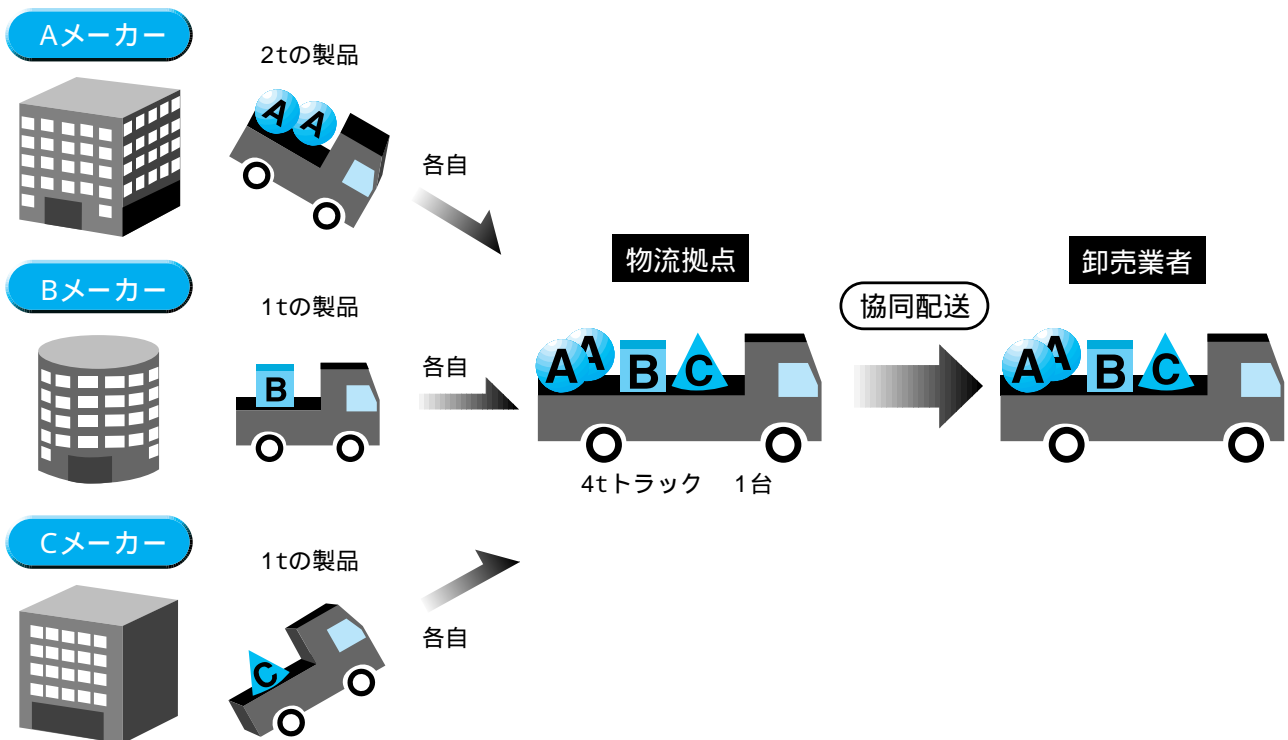 Aメーカー
2tの製品
A A
各自
Bメーカー
1tの製品
B
各自
Cメーカー
1tの製品
C
各自
物流拠点
A A B C
4tトラック 1台
協同配送
卸売業者
A A B C